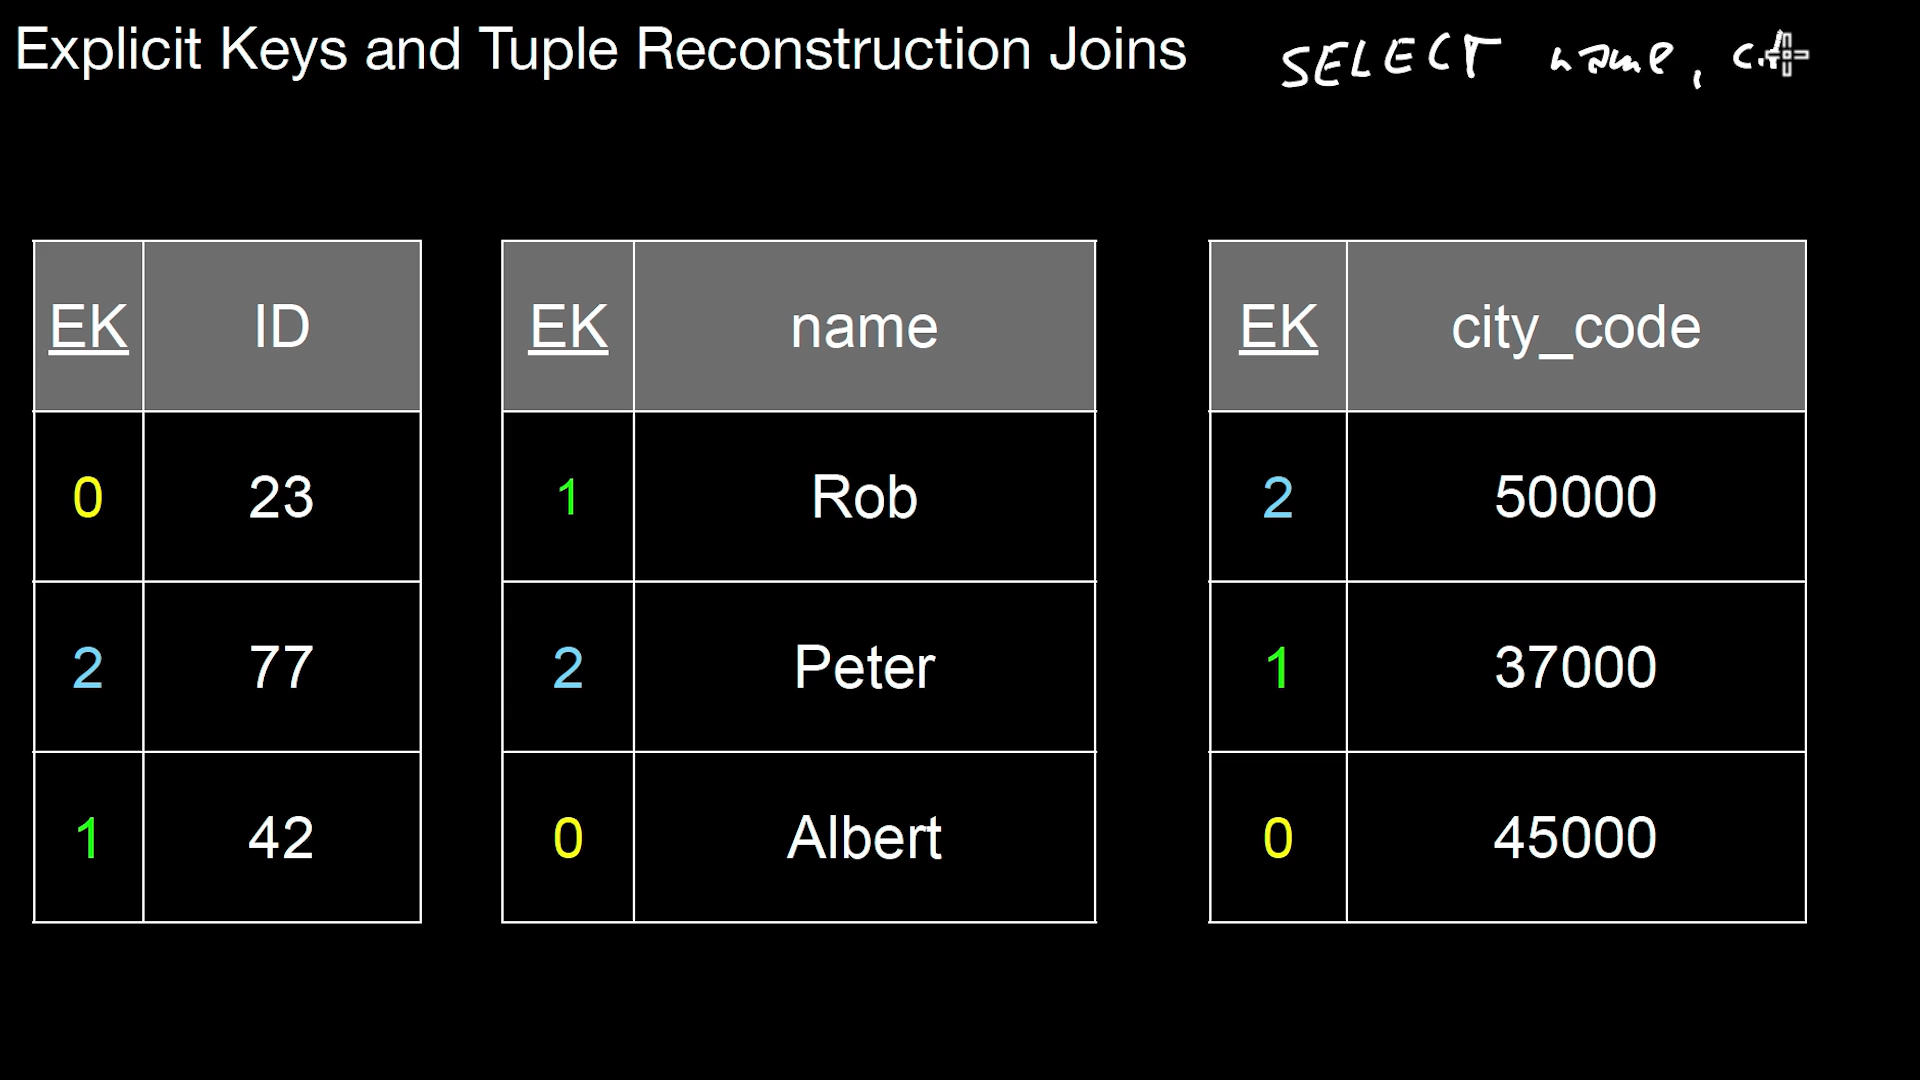 Explicit Keys and Tuple Reconstruction Joins SELECT name,
EK ID EK name EK city_code
0 23 1 Rob 2 50000
2 77 2 Peter 1 37000
1 42 0 Albert 0 45000